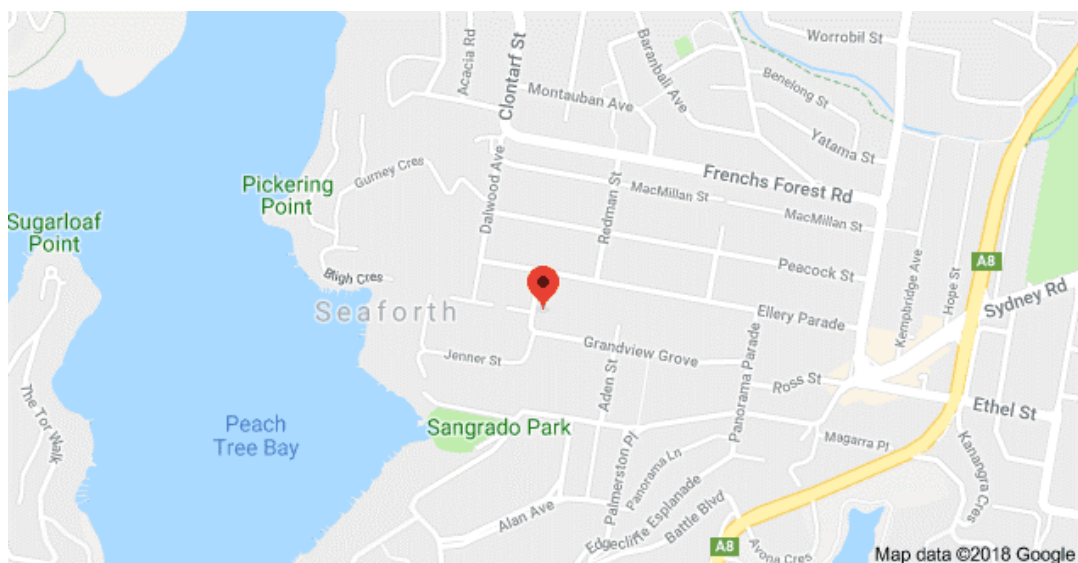 Worrobil St
Acacia Rd
Clontarf St
Baranbali Ave
Benelong St
Montauban Ave
Yatama St
Frenchs Forest Rd
Gurney Cres
Dalwood Ave
Redman St
MacMillan St
MacMillan St
Pickering
Point
Sugarloaf
Point
Peacock St
Kempbridge Ave
Hope St
A8
Bligh Cres
Seaforth
Sydney Rd
Ellery Parade
Grandview Grove
Jenner St
Aden St
Panorama Parade
Ross St
Ethel St
The Tor Walk
Peach
Tree Bay
Sangrado Park
Magarra Pl
Kanangra Cres
Palmerston Pl
Panorama Ln
Alan Ave
Edgecliffe Esplanade
Battle Blvd
A8
Avona Cres
Map data ©2018 Google